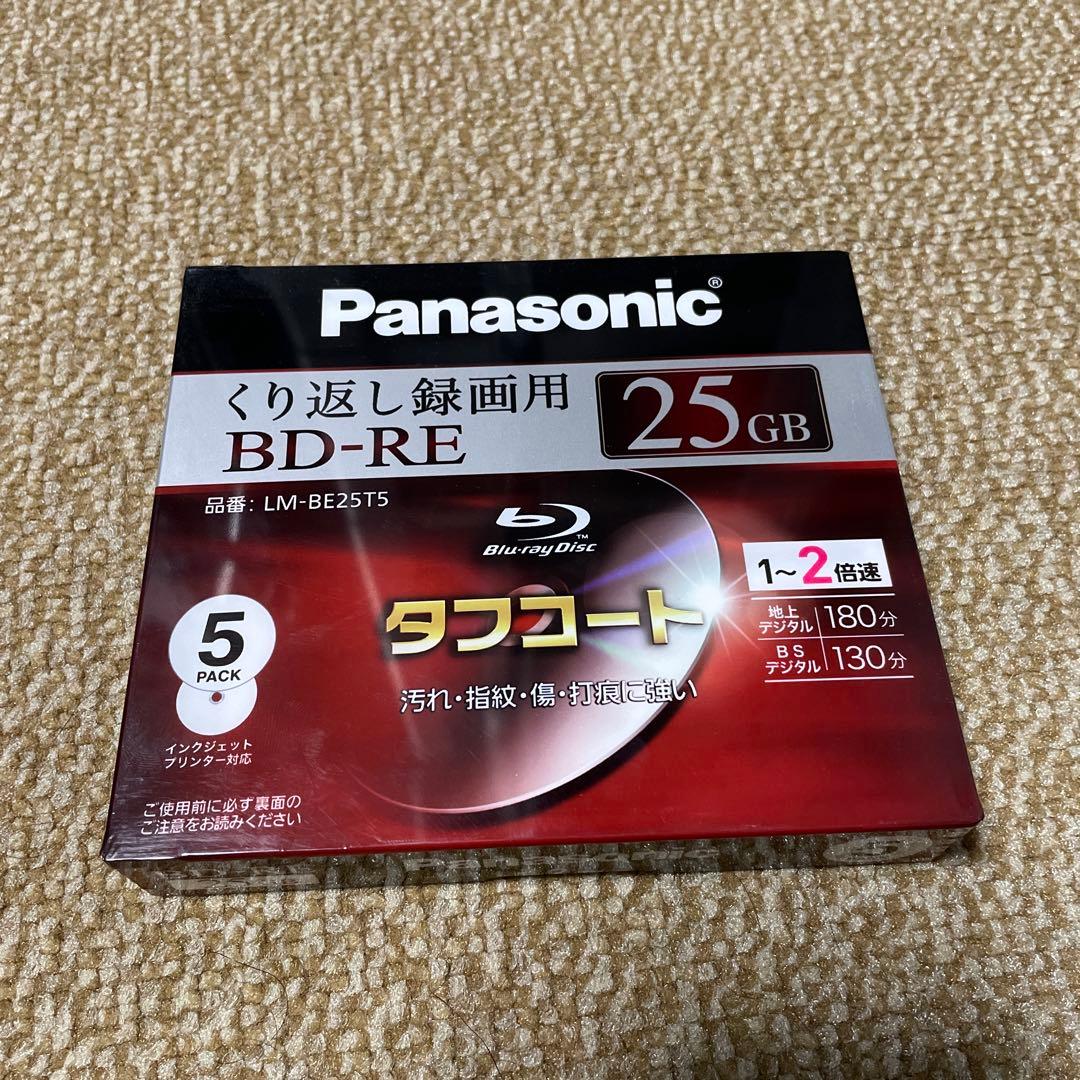 Panasonic®
くり返し録画用
BD-RE
25GB
品番: LM-BE25T5
Blu-ray Disc™
タフコート
汚れ・指紋・傷・打痕に強い
1〜2倍速
地上デジタル 180分
BSデジタル 130分
5
PACK
インクジェット
プリンター対応
ご使用前に必ず裏面の
ご注意をお読みください
Panasonic